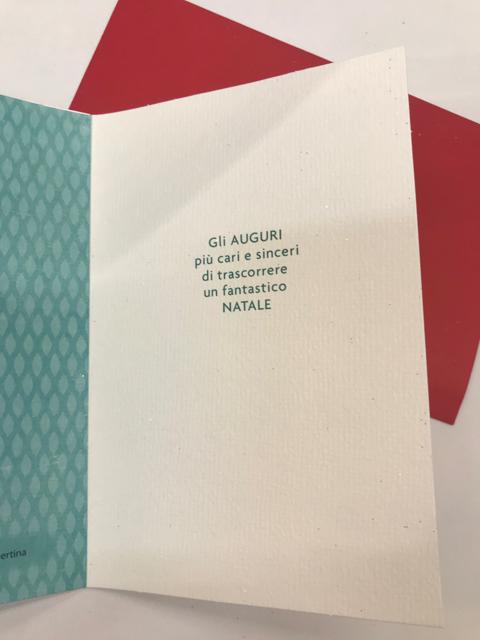 Gli AUGURI
più cari e sinceri
di trascorrere
un fantastico
NATALE